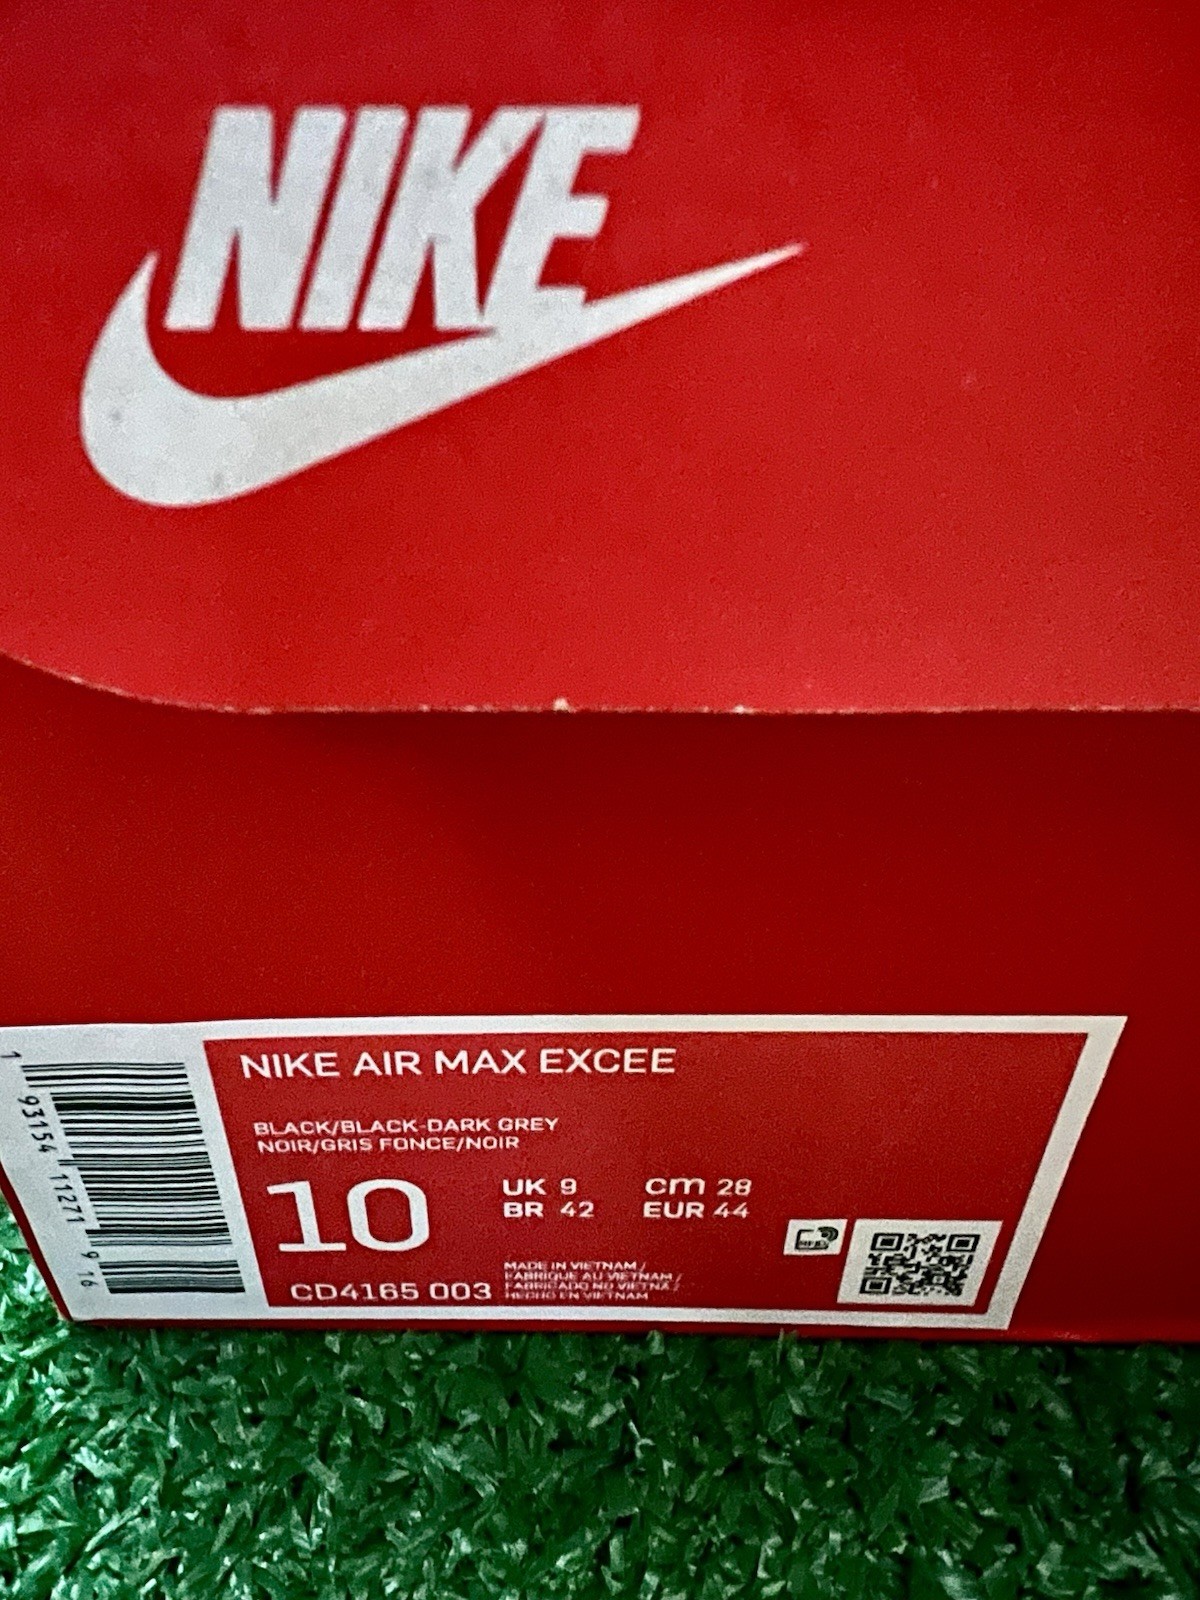 NIKE
NIKE AIR MAX EXCEE
BLACK/BLACK-DARK GREY
NOIR/GRIS FONCE/NOIR
10
UK 9 cm 28
BR 42 EUR 44
CD4165 003
MADE IN VIETNAM /
FABRIQUE AU VIETNAM /
FABRICADO NO VIETNÃ /
HECHO EN VIETNAM
1 93154 11271 9 16